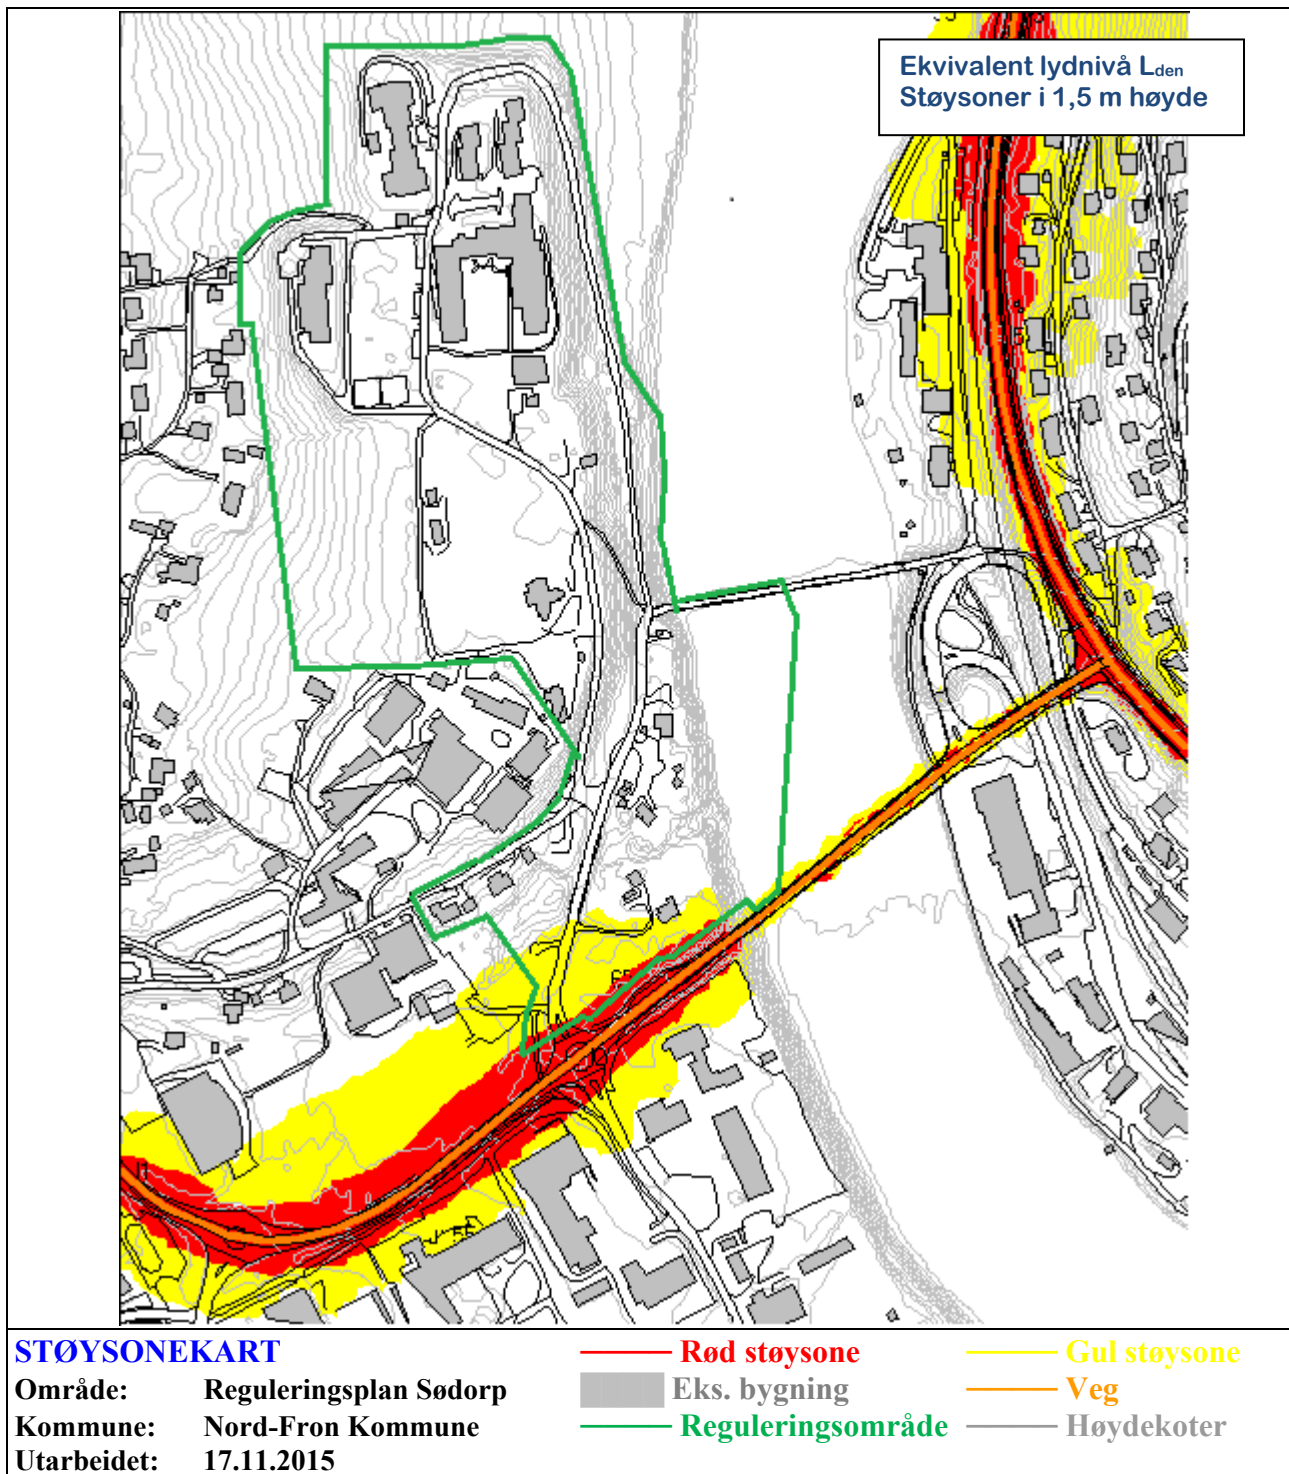 Ekvivalent lydnivå Lden
Støysoner i 1,5 m høyde
STØYSONEKART
Område: Reguleringsplan Sødorp
Kommune: Nord-Fron Kommune
Utarbeidet: 17.11.2015
Rød støysone
Eks. bygning
Reguleringsområde
Gul støysone
Veg
Høydekoter